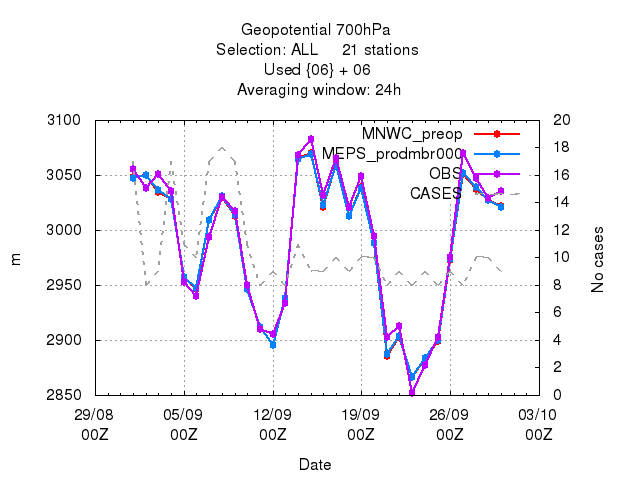 Geopotential 700hPa
Selection: ALL 21 stations
Used {06} + 06
Averaging window: 24h
3100
3050
3000
2950
2900
2850
m
20
18
16
14
12
10
8
6
4
2
0
No cases
MNWC_preop
MEPS_prodmbr000
OBS
CASES
29/08 05/09 12/09 19/09 26/09 03/10
00Z 00Z 00Z 00Z 00Z 00Z
Date